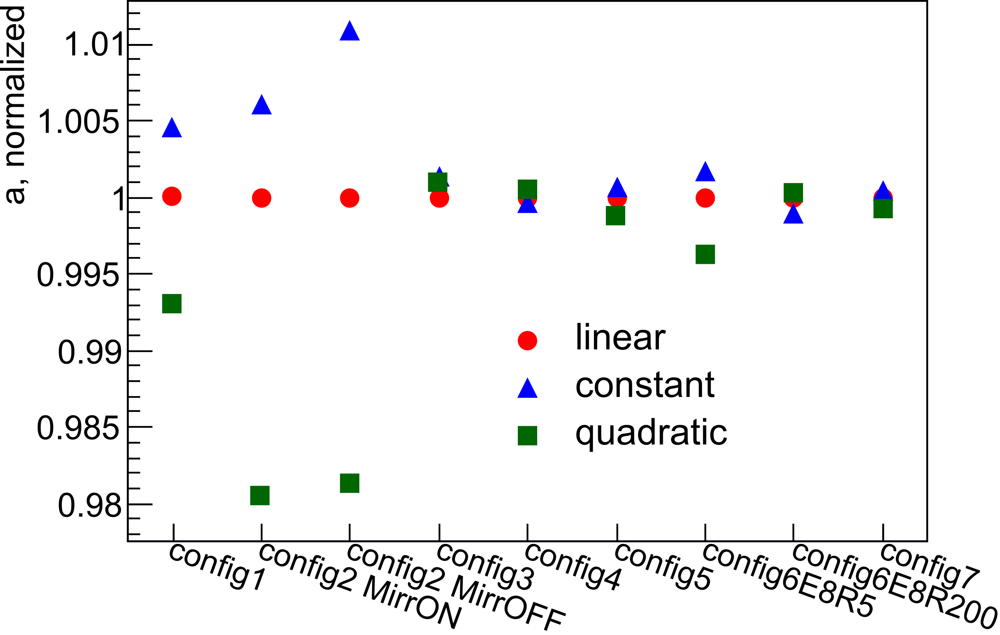 a, normalized
1.01
1.005
1
0.995
0.99
0.985
0.98
linear
constant
quadratic
config1
config2 MirrON
config2 MirrOFF
config3
config4
config5
config6E8R5
config6E8R200
config7